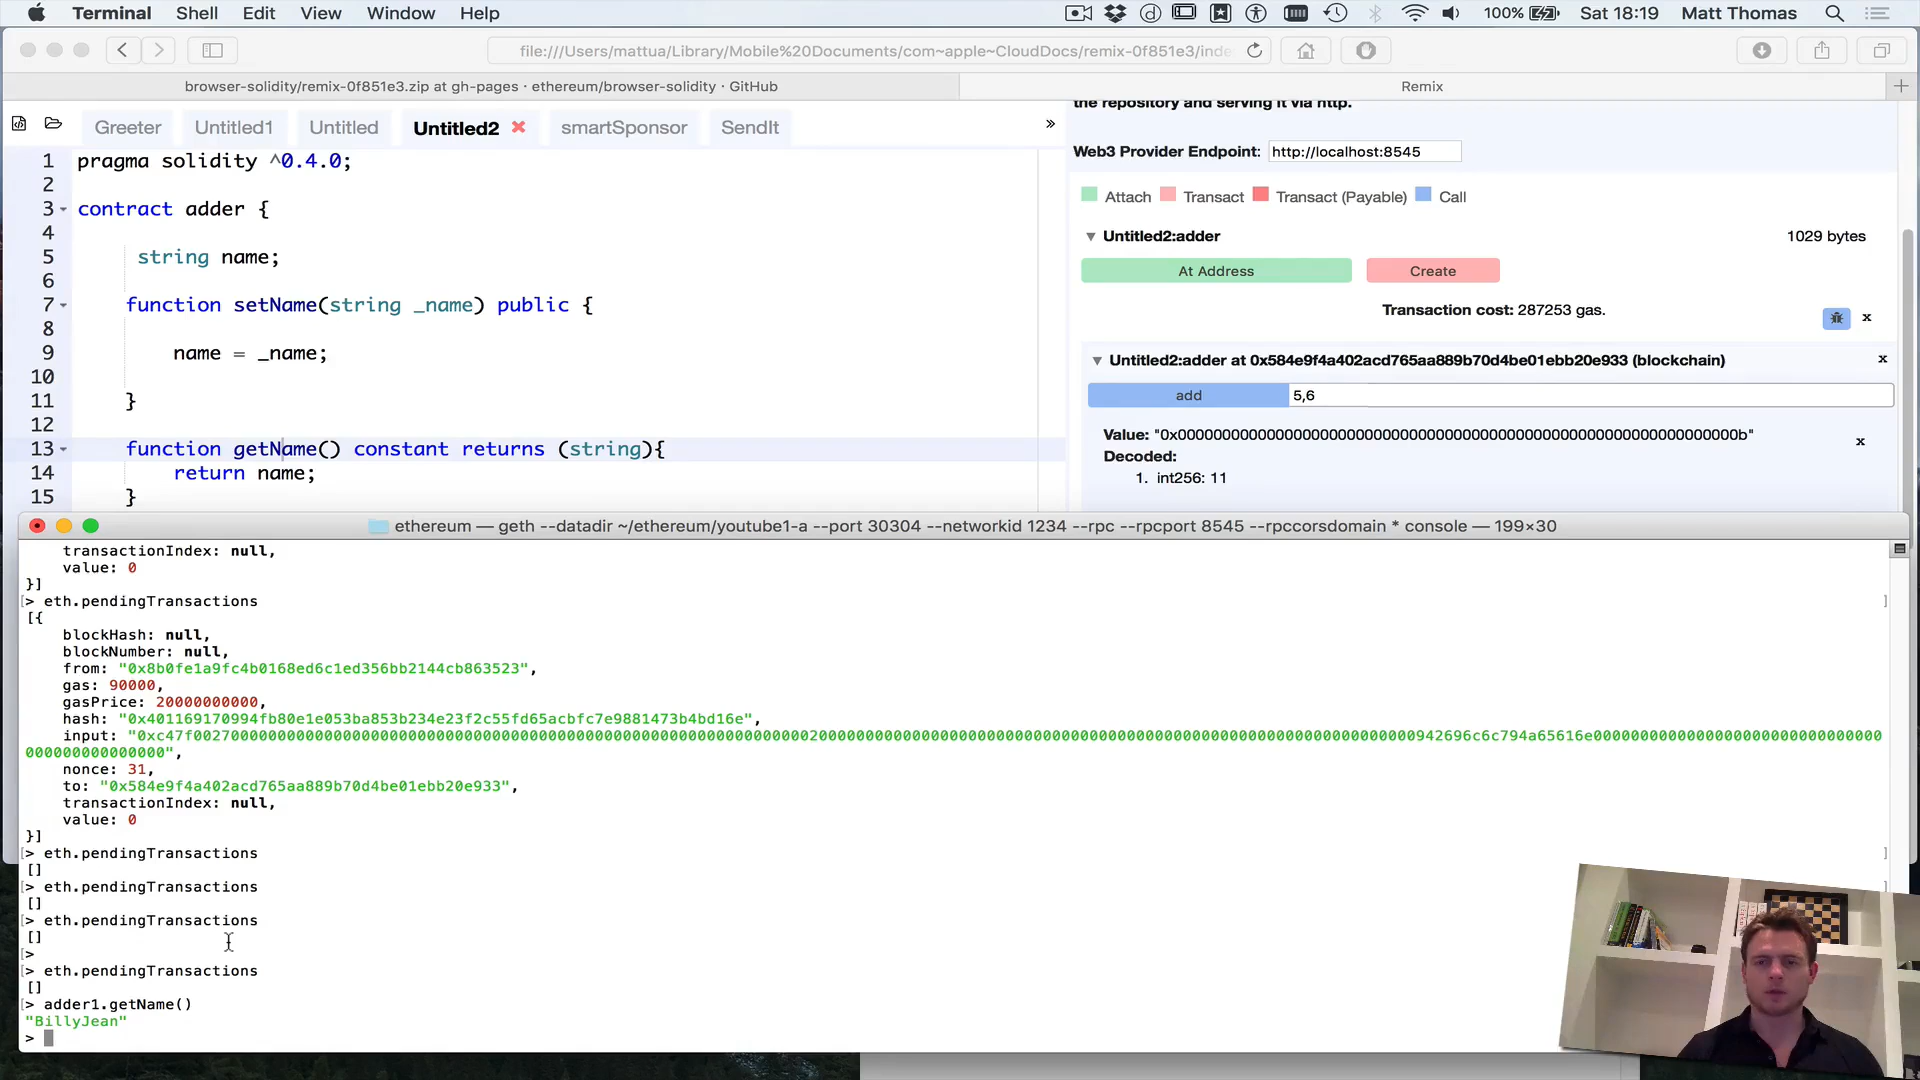 Terminal Shell Edit View Window Help 100% Sat 18:19 Matt Thomas
file:///Users/mattua/Library/Mobile%20Documents/com~apple~CloudDocs/remix-0f851e3/inde
browser-solidity/remix-0f851e3.zip at gh-pages · ethereum/browser-solidity · GitHub
Remix
Greeter Untitled1 Untitled Untitled2 smartSponsor SendIt
1 pragma solidity ^0.4.0;
2
3 contract adder {
4
5 string name;
6
7 function setName(string _name) public {
8
9 name = _name;
10
11 }
12
13 function getName() constant returns (string){
14 return name;
15 }
the repository and serving it via http.
Web3 Provider Endpoint: http://localhost:8545
Attach Transact Transact (Payable) Call
Untitled2:adder 1029 bytes
At Address Create
Transaction cost: 287253 gas.
x
Untitled2:adder at 0x584e9f4a402acd765aa889b70d4be01ebb20e933 (blockchain) x
add 5,6
Decoded:
1. int256: 11
ethereum — geth --datadir ~/ethereum/youtube1-a --port 30304 --networkid 1234 --rpc --rpcport 8545 --rpccorsdomain * console — 199×30
transactionIndex: null,
value: 0
}]
> eth.pendingTransactions
[{
blockHash: null,
blockNumber: null,
from: "0x8b0fe1a9fc4b0168ed6c1ed356bb2144cb863523",
gas: 90000,
gasPrice: 20000000000,
hash: "0x401169170994fb80e1e053ba853b234e23f2c55fd65acbfc7e9881473b4bd16e",
nonce: 31,
to: "0x584e9f4a402acd765aa889b70d4be01ebb20e933",
transactionIndex: null,
value: 0
}]
> eth.pendingTransactions
[]
> eth.pendingTransactions
[]
> eth.pendingTransactions
[]
>
> eth.pendingTransactions
[]
> adder1.getName()
"BillyJean"
>